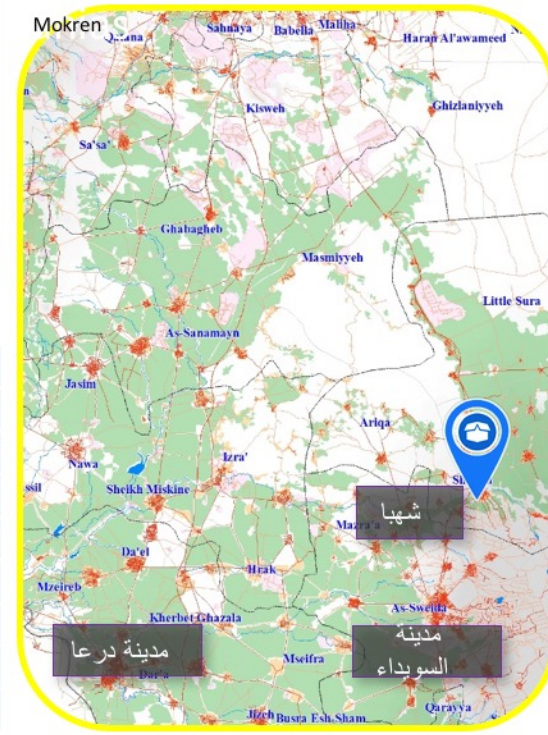 Mokren
Sahnaya
Babella
Maliha
Haran Al'awameed
Kisweh
Ghizlaniyyeh
Sa'sa'
Ghabagheb
Masmiyyeh
Little Sura
As-Sanamayn
Jasim
Ariqa
Nawa
Izra'
Sheikh Miskine
شهبا
Mazra'a
Da'el
Hrak
Mzeireb
As-Sweida
Kherbet Ghazala
مدينة درعا
مدينة
السويداء
Mseifra
Dar'a
Jizeh
Busra Esh-Sham
Qarayya